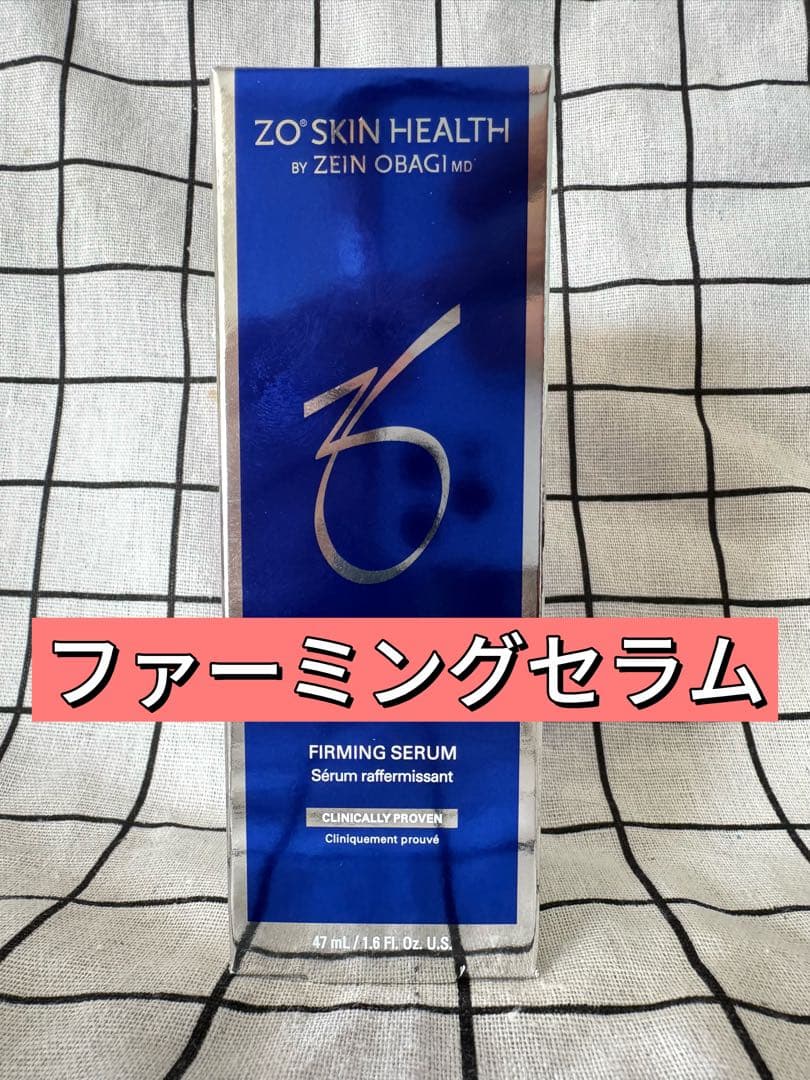 ZO® SKIN HEALTH
BY ZEIN OBAGI MD
ファーミングセラム
FIRMING SERUM
Sérum raffermissant
CLINICALLY PROVEN
Cliniquement prouvé
47 mL / 1.6 Fl. Oz. U.S.